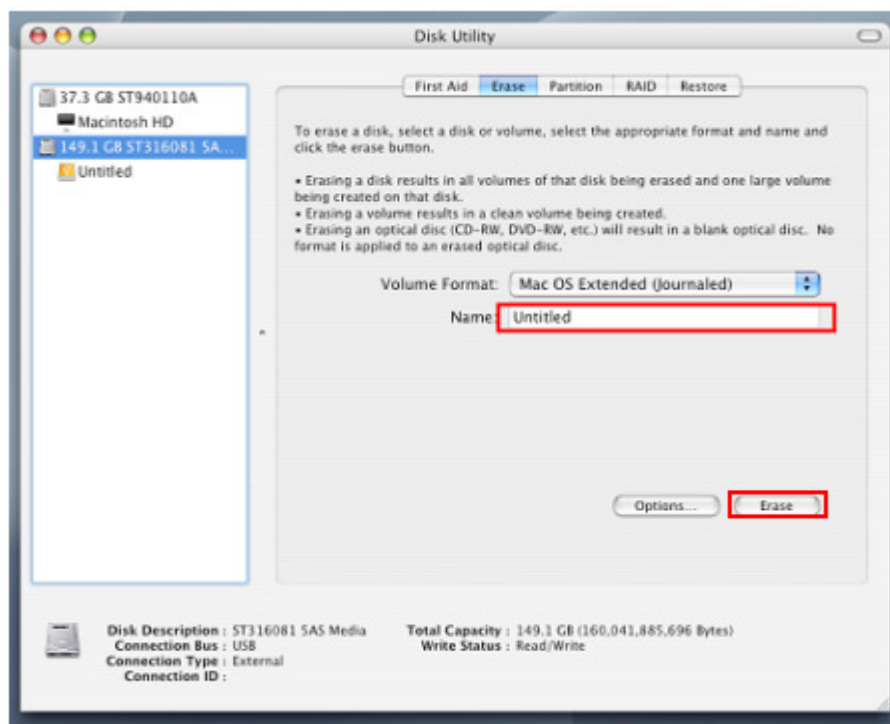 Disk Utility
37.3 GB ST940110A
Macintosh HD
149.1 GB ST316081 5A...
Untitled
First Aid Erase Partition RAID Restore
To erase a disk, select a disk or volume, select the appropriate format and name and
click the erase button.
• Erasing a disk results in all volumes of that disk being erased and one large volume
being created on that disk.
• Erasing a volume results in a clean volume being created.
• Erasing an optical disc (CD-RW, DVD-RW, etc.) will result in a blank optical disc. No
format is applied to an erased optical disc.
Volume Format: Mac OS Extended (Journaled)
Name: Untitled
Options... Erase
Disk Description : ST316081 5AS Media Total Capacity : 149.1 GB (160,041,885,696 Bytes)
Connection Bus : USB Write Status : Read/Write
Connection Type : External
Connection ID :